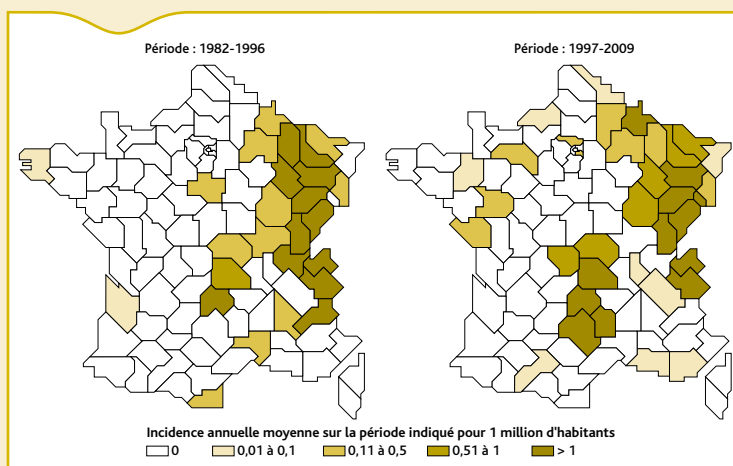 Période : 1982-1996
Période : 1997-2009
Incidence annuelle moyenne sur la période indiqué pour 1 million d'habitants
0
0,01 à 0,1
0,11 à 0,5
0,51 à 1
> 1